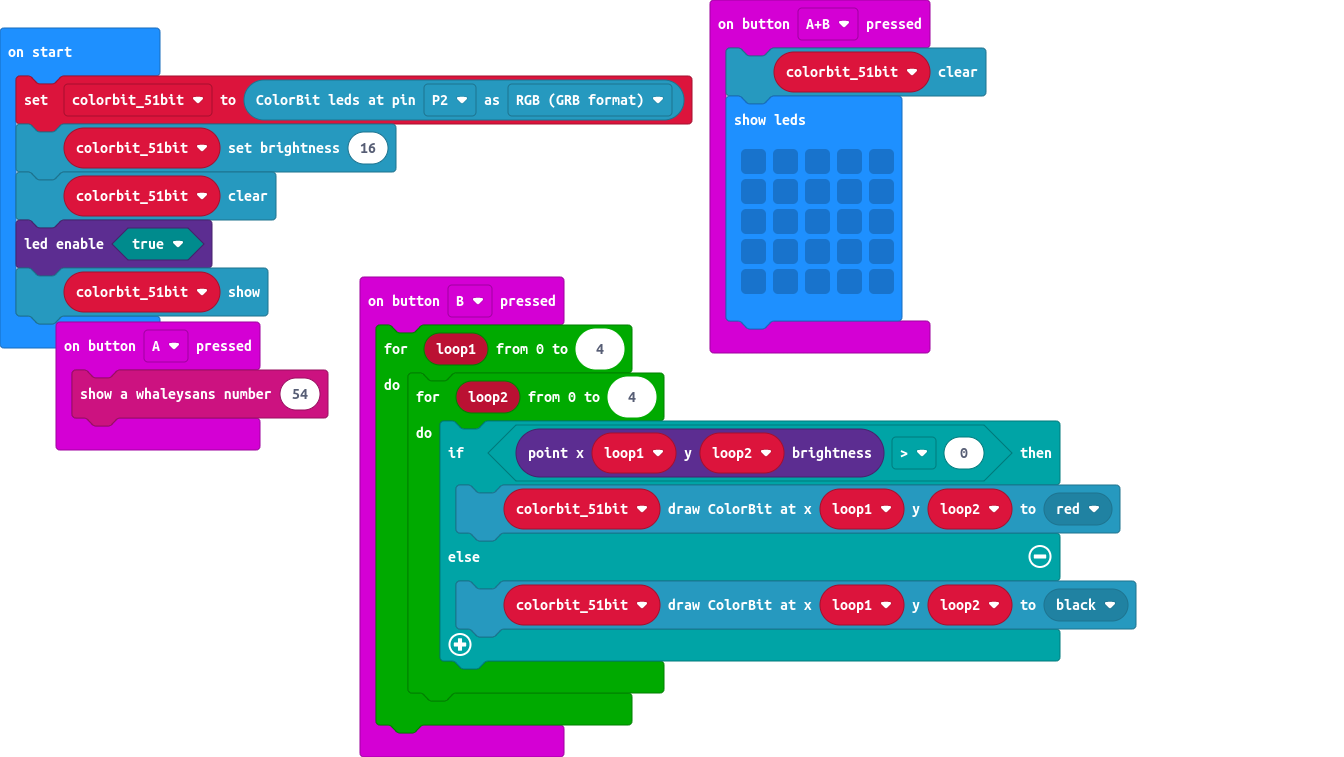 on start
set colorbit_51bit to ColorBit leds at pin P2 as RGB (GRB format)
colorbit_51bit set brightness 16
colorbit_51bit clear
led enable true
colorbit_51bit show
on button A pressed
show a whaleysans number 54
on button B pressed
for loop1 from 0 to 4
do
for loop2 from 0 to 4
do
if point x loop1 y loop2 brightness > 0 then
colorbit_51bit draw ColorBit at x loop1 y loop2 to red
else
colorbit_51bit draw ColorBit at x loop1 y loop2 to black
on button A+B pressed
colorbit_51bit clear
show leds